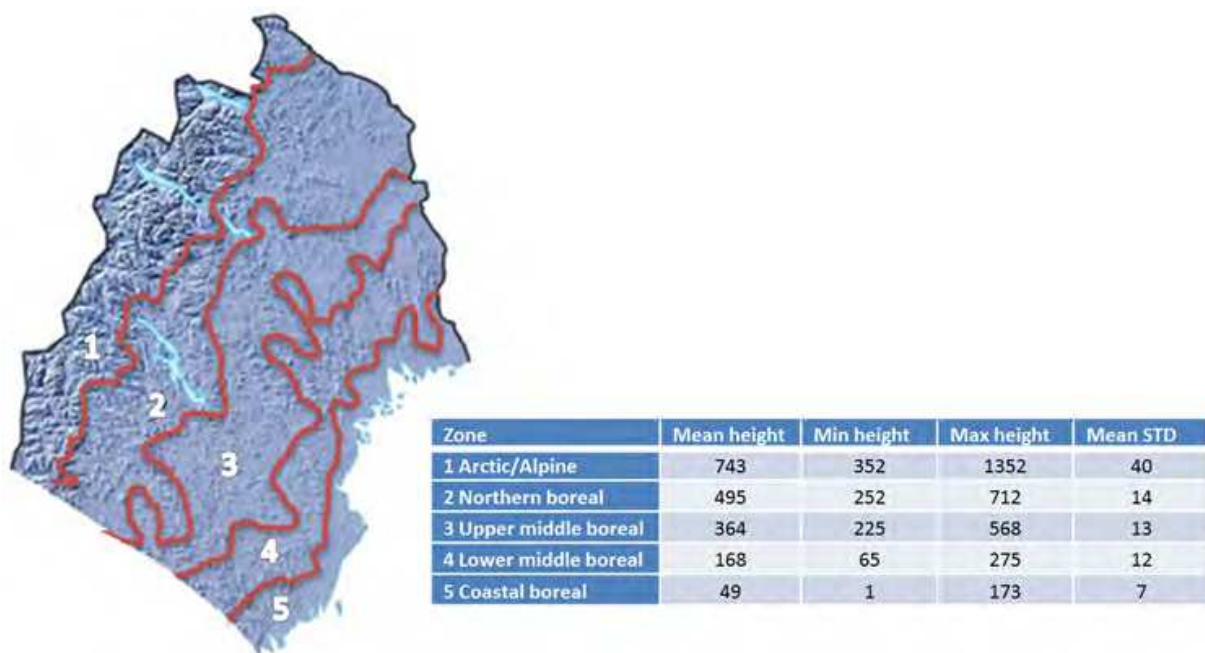 1
2
3
4
5
Zone Mean height Min height Max height Mean STD
1 Arctic/Alpine 743 352 1352 40
2 Northern boreal 495 252 712 14
3 Upper middle boreal 364 225 568 13
4 Lower middle boreal 168 65 275 12
5 Coastal boreal 49 1 173 7